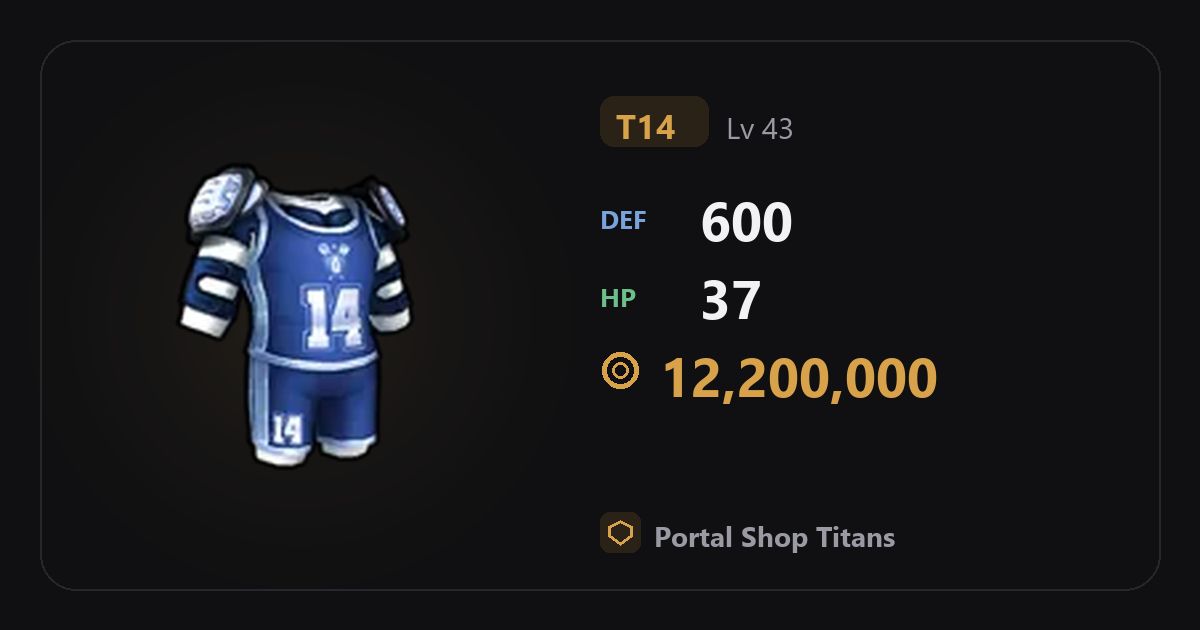 T14 Lv 43
DEF 600
HP 37
12,200,000
14
14
Portal Shop Titans